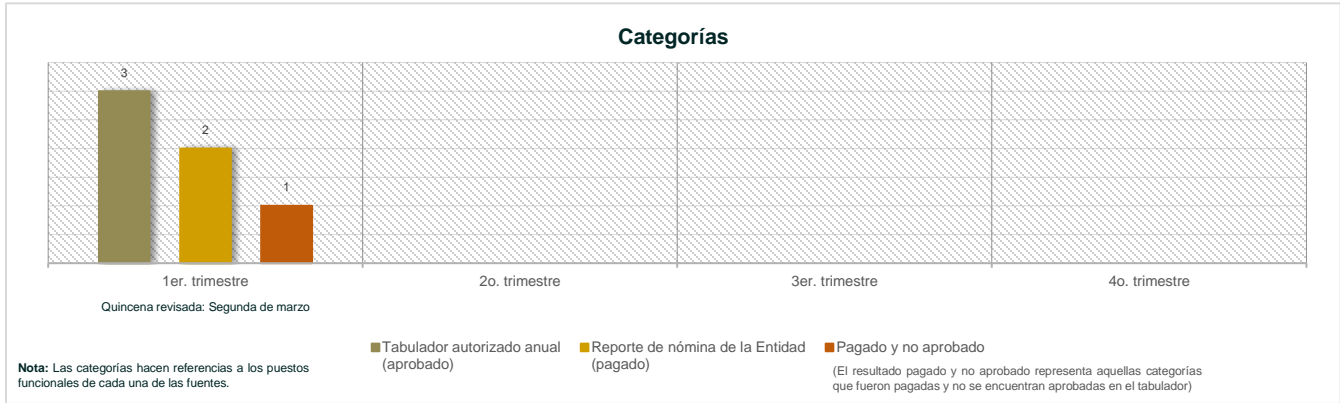 Categorías
3
2
1
1er. trimestre
2o. trimestre
3er. trimestre
4o. trimestre
Quincena revisada: Segunda de marzo
Tabulador autorizado anual
(aprobado)
Reporte de nómina de la Entidad
(pagado)
Pagado y no aprobado
(El resultado pagado y no aprobado representa aquellas categorías
que fueron pagadas y no se encuentran aprobadas en el tabulador)
Nota: Las categorías hacen referencias a los puestos
funcionales de cada una de las fuentes.